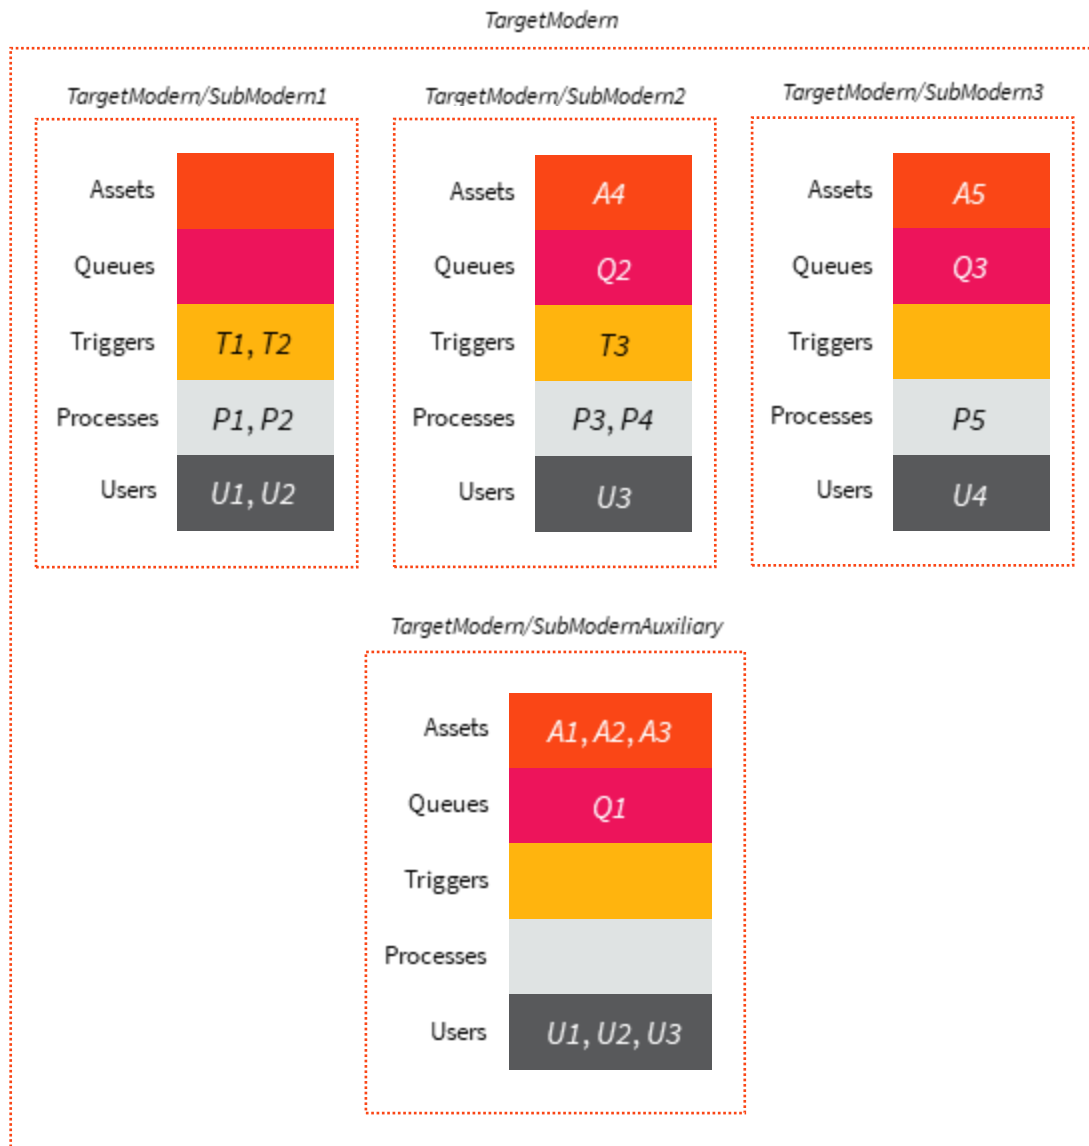 TargetModern
TargetModern/SubModern1
Assets
Queues
Triggers T1, T2
Processes P1, P2
Users U1, U2
TargetModern/SubModern2
Assets A4
Queues Q2
Triggers T3
Processes P3, P4
Users U3
TargetModern/SubModern3
Assets A5
Queues Q3
Triggers
Processes P5
Users U4
TargetModern/SubModernAuxiliary
Assets A1, A2, A3
Queues Q1
Triggers
Processes
Users U1, U2, U3